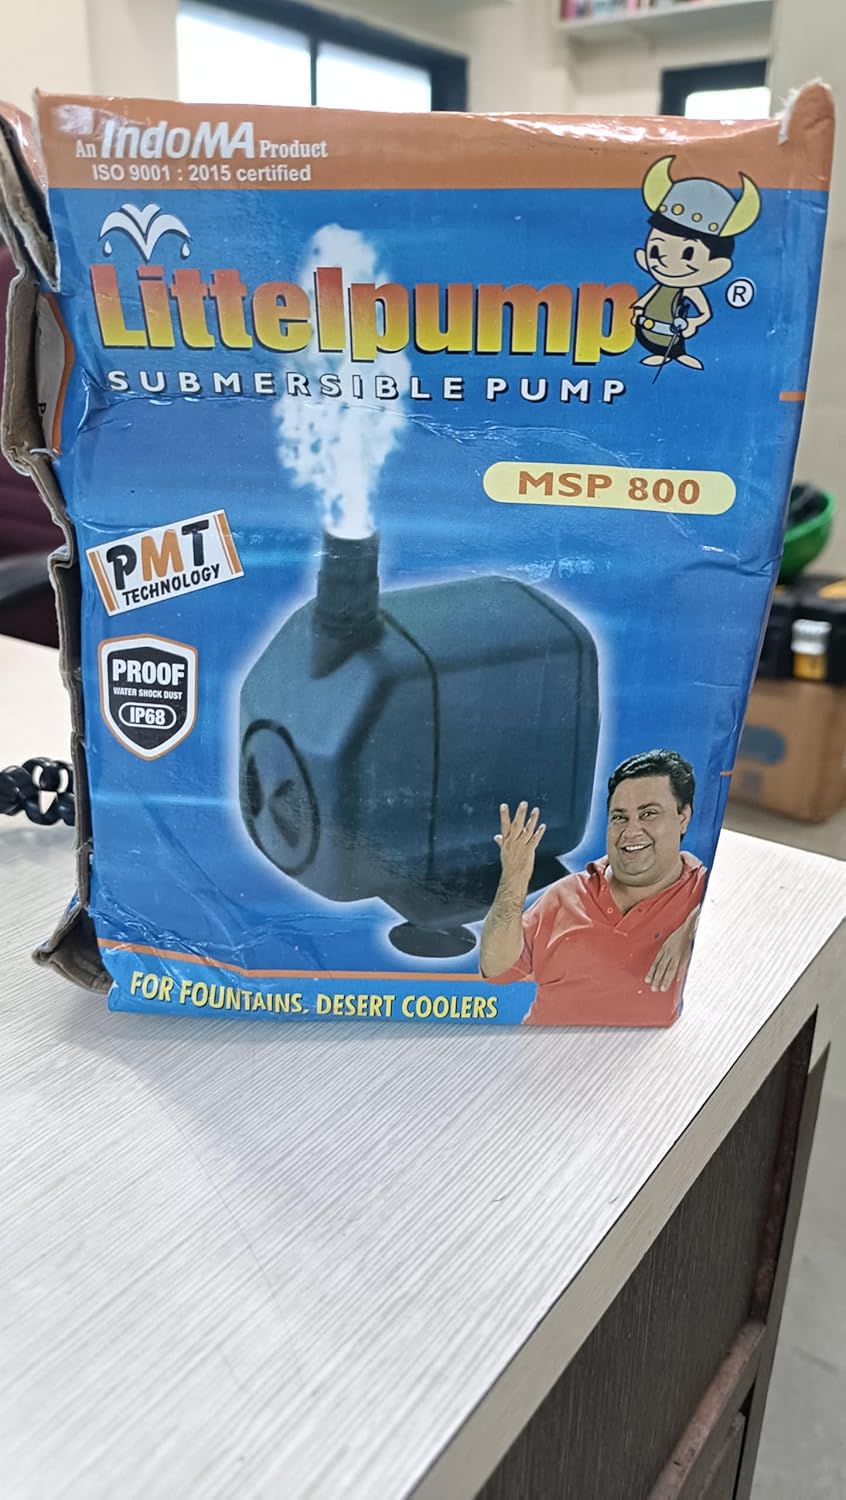 An IndoMA Product
ISO 9001 : 2015 certified
Littelpump ®
SUBMERSIBLE PUMP
MSP 800
PMT
TECHNOLOGY
PROOF
WATER SHOCK DUST
IP68
FOR FOUNTAINS, DESERT COOLERS